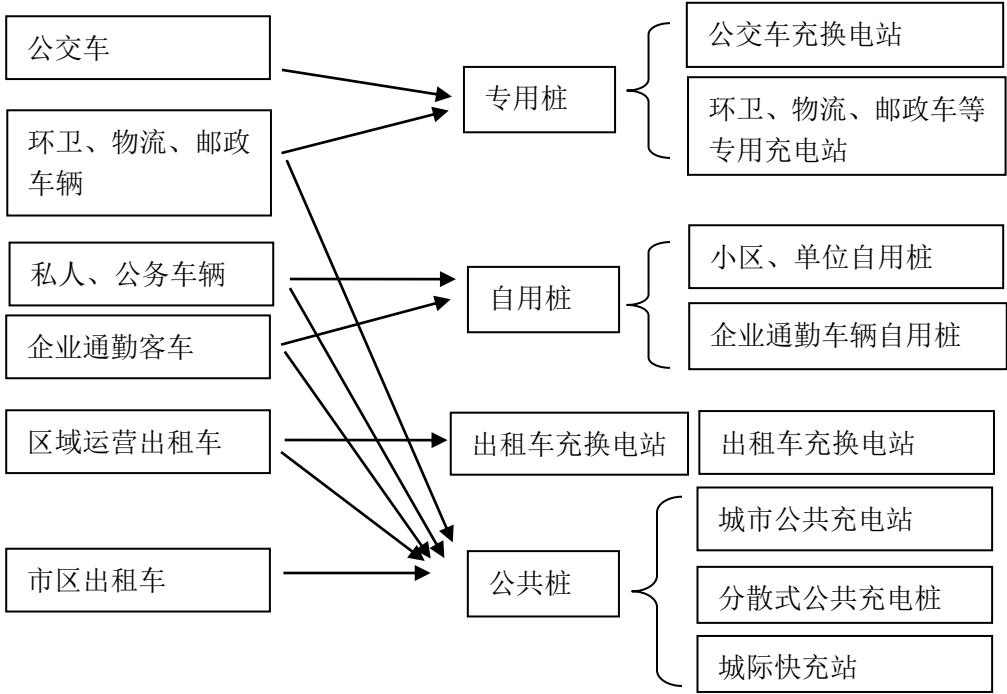 公交车
环卫、物流、邮政
车辆
私人、公务车辆
企业通勤客车
区域运营出租车
市区出租车
专用桩
自用桩
出租车充换电站
公共桩
公交车充换电站
环卫、物流、邮政车等
专用充电站
小区、单位自用桩
企业通勤车辆自用桩
出租车充换电站
城市公共充电站
分散式公共充电桩
城际快充站